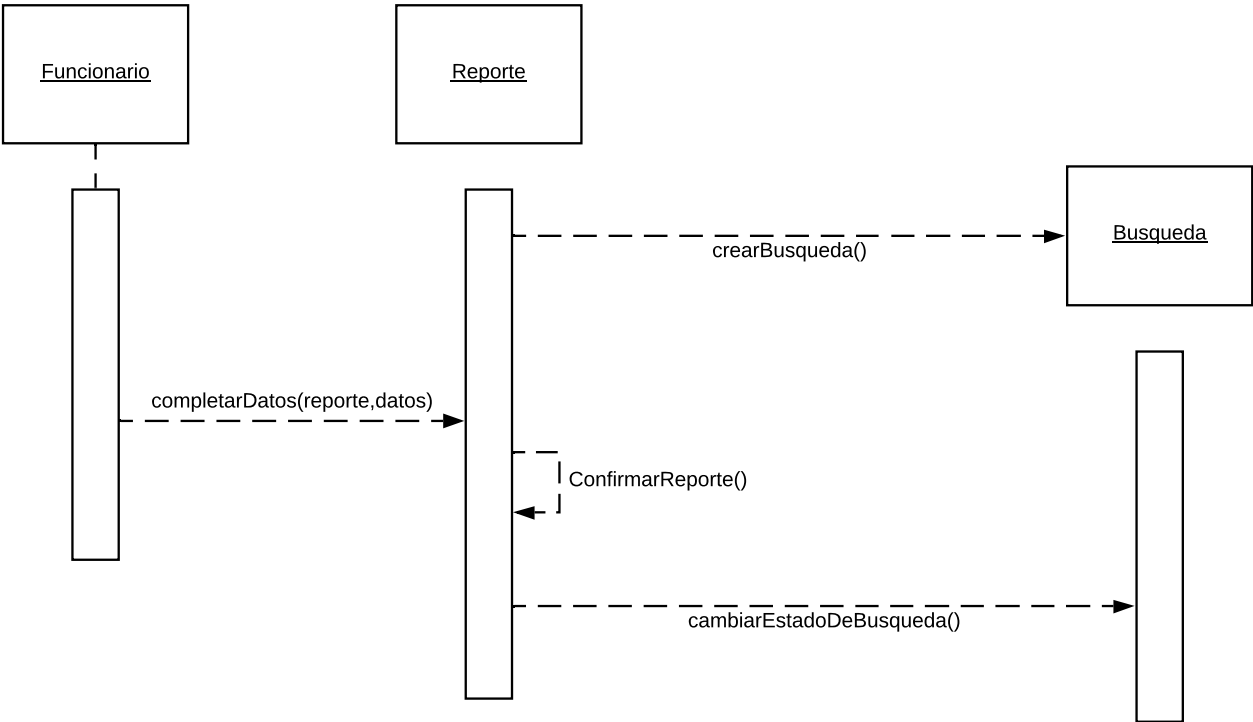 Funcionario
Reporte
Busqueda
crearBusqueda()
completarDatos(reporte,datos)
ConfirmarReporte()
cambiarEstadoDeBusqueda()